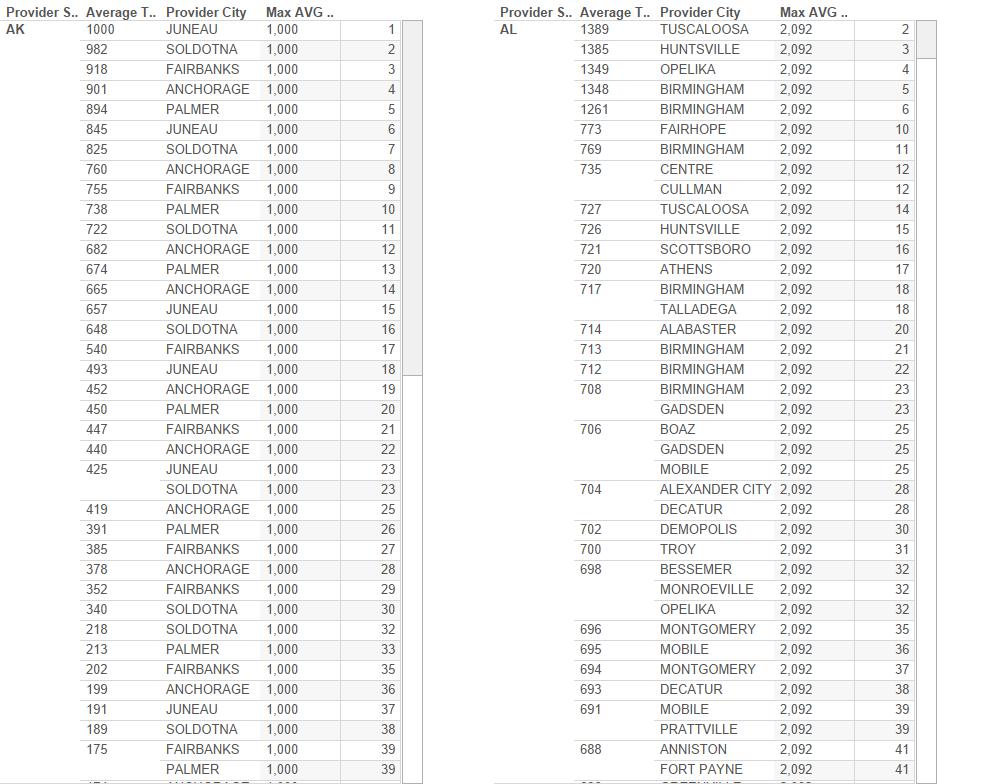 Provider S.. Average T.. Provider City Max AVG ..
AK 1000 JUNEAU 1,000 1
982 SOLDOTNA 1,000 2
918 FAIRBANKS 1,000 3
901 ANCHORAGE 1,000 4
894 PALMER 1,000 5
845 JUNEAU 1,000 6
825 SOLDOTNA 1,000 7
760 ANCHORAGE 1,000 8
755 FAIRBANKS 1,000 9
738 PALMER 1,000 10
722 SOLDOTNA 1,000 11
682 ANCHORAGE 1,000 12
674 PALMER 1,000 13
665 ANCHORAGE 1,000 14
657 JUNEAU 1,000 15
648 SOLDOTNA 1,000 16
540 FAIRBANKS 1,000 17
493 JUNEAU 1,000 18
452 ANCHORAGE 1,000 19
450 PALMER 1,000 20
447 FAIRBANKS 1,000 21
440 ANCHORAGE 1,000 22
425 JUNEAU 1,000 23
SOLDOTNA 1,000 23
419 ANCHORAGE 1,000 25
391 PALMER 1,000 26
385 FAIRBANKS 1,000 27
378 ANCHORAGE 1,000 28
352 FAIRBANKS 1,000 29
340 SOLDOTNA 1,000 30
218 SOLDOTNA 1,000 32
213 PALMER 1,000 33
202 FAIRBANKS 1,000 35
199 ANCHORAGE 1,000 36
191 JUNEAU 1,000 37
189 SOLDOTNA 1,000 38
175 FAIRBANKS 1,000 39
PALMER 1,000 39
Provider S.. Average T.. Provider City Max AVG ..
AL 1389 TUSCALOOSA 2,092 2
1385 HUNTSVILLE 2,092 3
1349 OPELIKA 2,092 4
1348 BIRMINGHAM 2,092 5
1261 BIRMINGHAM 2,092 6
773 FAIRHOPE 2,092 10
769 BIRMINGHAM 2,092 11
735 CENTRE 2,092 12
CULLMAN 2,092 12
727 TUSCALOOSA 2,092 14
726 HUNTSVILLE 2,092 15
721 SCOTTSBORO 2,092 16
720 ATHENS 2,092 17
717 BIRMINGHAM 2,092 18
TALLADEGA 2,092 18
714 ALABASTER 2,092 20
713 BIRMINGHAM 2,092 21
712 BIRMINGHAM 2,092 22
708 BIRMINGHAM 2,092 23
GADSDEN 2,092 23
706 BOAZ 2,092 25
GADSDEN 2,092 25
MOBILE 2,092 25
704 ALEXANDER CITY 2,092 28
DECATUR 2,092 28
702 DEMOPOLIS 2,092 30
700 TROY 2,092 31
698 BESSEMER 2,092 32
MONROEVILLE 2,092 32
OPELIKA 2,092 32
696 MONTGOMERY 2,092 35
695 MOBILE 2,092 36
694 MONTGOMERY 2,092 37
693 DECATUR 2,092 38
691 MOBILE 2,092 39
PRATTVILLE 2,092 39
688 ANNISTON 2,092 41
FORT PAYNE 2,092 41